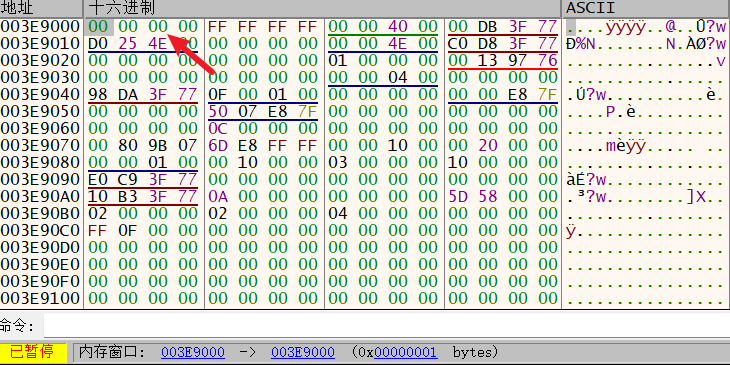 地址 十六进制 ASCII
003E9000 00 00 00 00 FF FF FF FF 00 00 40 00 00 DB 3F 77 ....ÿÿÿÿ..@..Û?w
003E9010 D0 25 4E 00 00 00 00 00 00 00 4E 00 C0 D8 3F 77 Ð%N.......N.ÀØ?w
003E9020 00 00 00 00 00 00 00 00 01 00 00 00 00 13 97 76 ...............v
003E9030 00 00 00 00 00 00 00 00 00 00 04 00 00 00 00 00 ................
003E9040 98 DA 3F 77 0F 00 01 00 00 00 00 00 00 00 E8 7F .Ú?w..........è.
003E9050 00 00 00 00 50 07 E8 7F 00 00 00 00 00 00 00 00 ....P.è.........
003E9060 00 00 00 00 0C 00 00 00 00 00 00 00 00 00 00 00 ................
003E9070 00 80 9B 07 6D E8 FF FF 00 00 10 00 00 20 00 00 ....mèÿÿ..... ..
003E9080 00 00 01 00 00 10 00 00 03 00 00 00 10 00 00 00 ................
003E9090 E0 C9 3F 77 00 00 00 00 00 00 00 00 00 00 00 00 àÉ?w............
003E90A0 10 B3 3F 77 0A 00 00 00 00 00 00 00 5D 58 00 00 .³?w........]X..
003E90B0 02 00 00 00 02 00 00 00 04 00 00 00 00 00 00 00 ................
003E90C0 FF 0F 00 00 00 00 00 00 00 00 00 00 00 00 00 00 ÿ...............
003E90D0 00 00 00 00 00 00 00 00 00 00 00 00 00 00 00 00 ................
003E90E0 00 00 00 00 00 00 00 00 00 00 00 00 00 00 00 00 ................
003E90F0 00 00 00 00 00 00 00 00 00 00 00 00 00 00 00 00 ................
003E9100 00 00 00 00 00 00 00 00 00 00 00 00 00 00 00 00 ................
命令:
已暂停 内存窗口: 003E9000 -> 003E9000 (0x00000001 bytes)